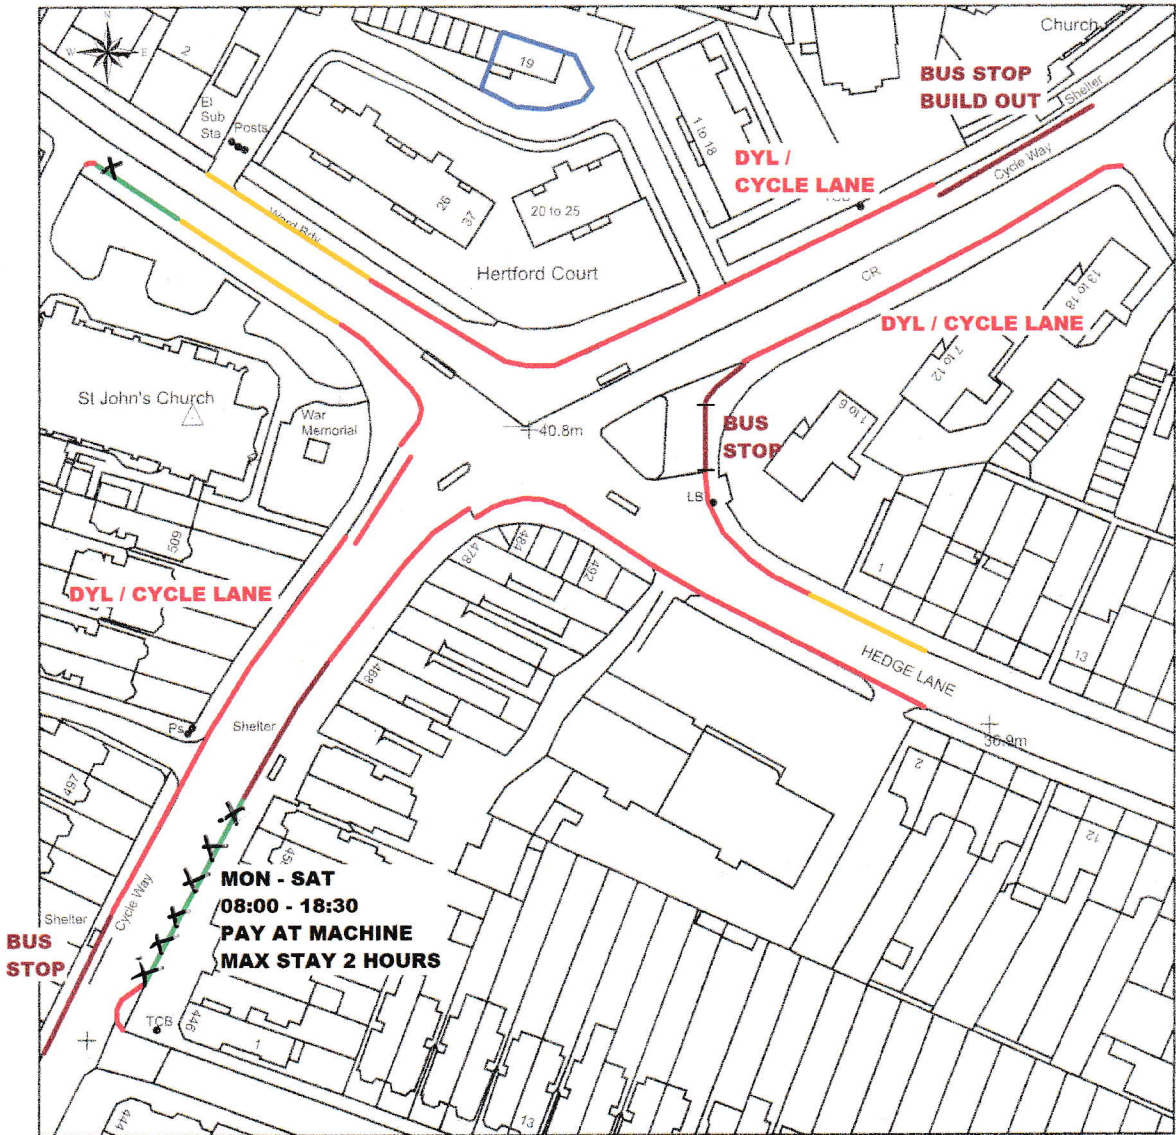 Church
N
W
E
2
19
BUS STOP
BUILD OUT
Shelter
El
Sub
Sta
Posts
1 to 18
DYL /
CYCLE LANE
Cycle Way
26
37
20 to 25
Hertford Court
CR
13 to 18
DYL / CYCLE LANE
7 to 12
St John's Church
War
Memorial
40.8m
BUS
STOP
1 to 6
LB
509
478
484
492
1
DYL / CYCLE LANE
13
HEDGE LANE
468
Ps
Shelter
36.9m
497
2
12
MON - SAT
08:00 - 18:30
PAY AT MACHINE
MAX STAY 2 HOURS
Cycle Way
Shelter
BUS
STOP
TCB
446
1
13